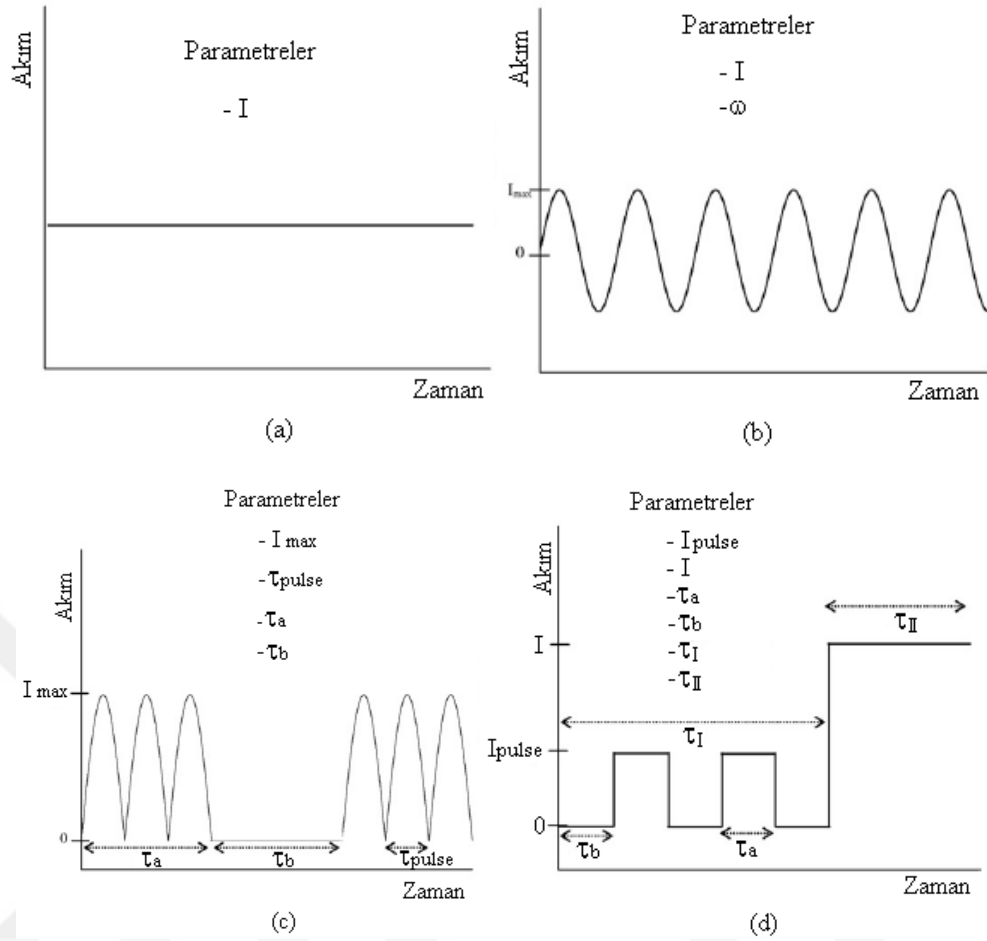 Akım
Parametreler
- I
Zaman
(a)
Akım
Parametreler
- I
-ω
Imax
0
Zaman
(b)
Parametreler
- I max
-τpulse
-τa
-τb
Akım
I max
0
τa
τb
τpulse
Zaman
(c)
Parametreler
- Ipulse
- I
-τa
-τb
-τI
-τII
Akım
τII
I
τI
Ipulse
0
τb
τa
Zaman
(d)